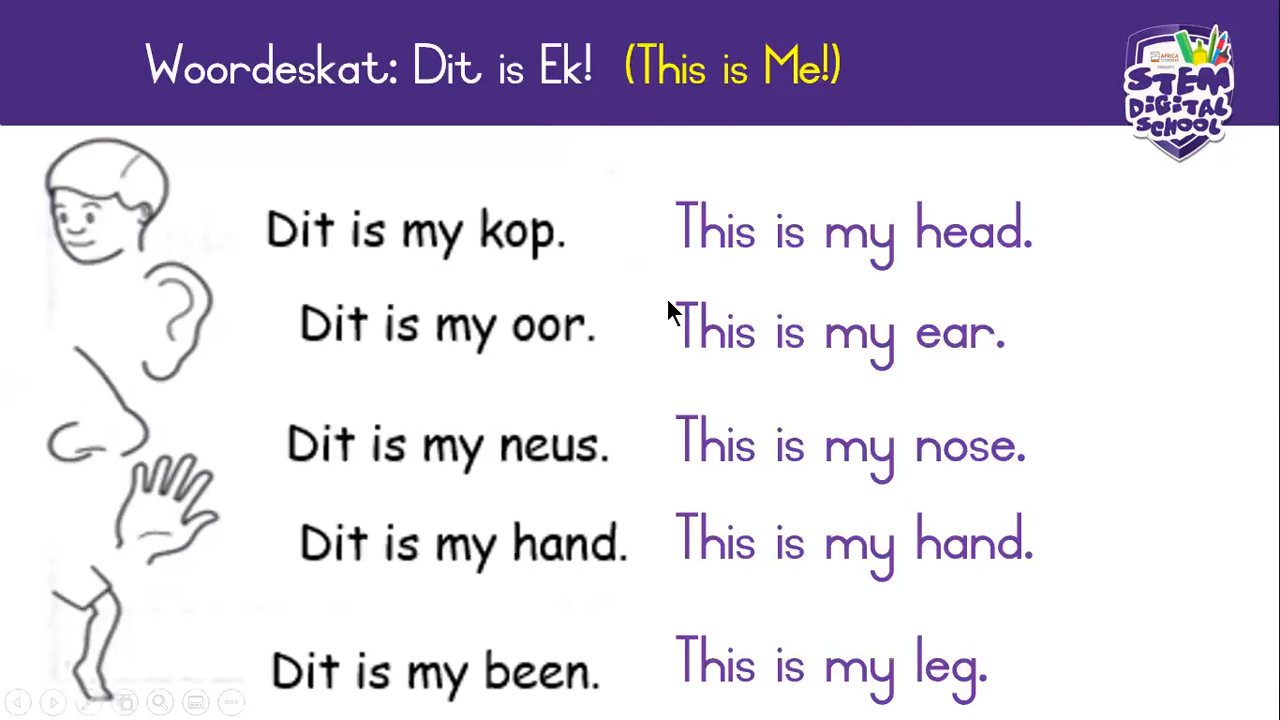 Woordeskat: Dit is Ek! (This is Me!)
AFRICA
STEM
DIGITAL
SCHOOL
Dit is my kop. This is my head.
Dit is my oor. This is my ear.
Dit is my neus. This is my nose.
Dit is my hand. This is my hand.
Dit is my been. This is my leg.